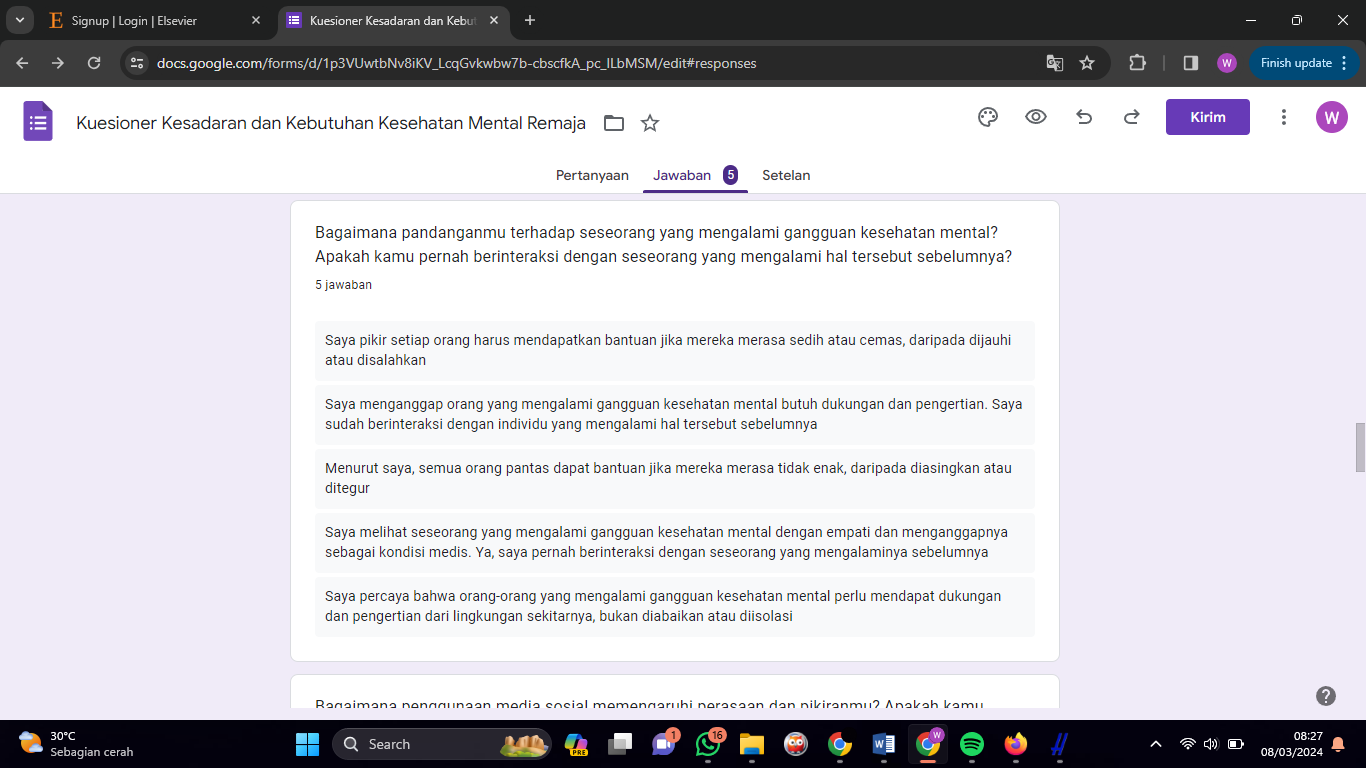 Signup | Login | Elsevier
Kuesioner Kesadaran dan Kebut
docs.google.com/forms/d/1p3VUwtbNv8iKV_LcqGvkwbw7b-cbscfkA_pc_ILbMSM/edit#responses
W
Finish update
Kuesioner Kesadaran dan Kebutuhan Kesehatan Mental Remaja
Kirim
W
Pertanyaan
Jawaban 5
Setelan
Bagaimana pandanganmu terhadap seseorang yang mengalami gangguan kesehatan mental?
Apakah kamu pernah berinteraksi dengan seseorang yang mengalami hal tersebut sebelumnya?
5 jawaban
Saya pikir setiap orang harus mendapatkan bantuan jika mereka merasa sedih atau cemas, daripada dijauhi
atau disalahkan
Saya menganggap orang yang mengalami gangguan kesehatan mental butuh dukungan dan pengertian. Saya
sudah berinteraksi dengan individu yang mengalami hal tersebut sebelumnya
Menurut saya, semua orang pantas dapat bantuan jika mereka merasa tidak enak, daripada diasingkan atau
ditegur
Saya melihat seseorang yang mengalami gangguan kesehatan mental dengan empati dan menganggapnya
sebagai kondisi medis. Ya, saya pernah berinteraksi dengan seseorang yang mengalaminya sebelumnya
Saya percaya bahwa orang-orang yang mengalami gangguan kesehatan mental perlu mendapat dukungan
dan pengertian dari lingkungan sekitarnya, bukan diabaikan atau diisolasi
Bagaimana penggunaan media sosial memengaruhi perasaan dan pikiranmu? Apakah kamu
30°C
Sebagian cerah
Search
PRE
1
16
W
08:27
08/03/2024